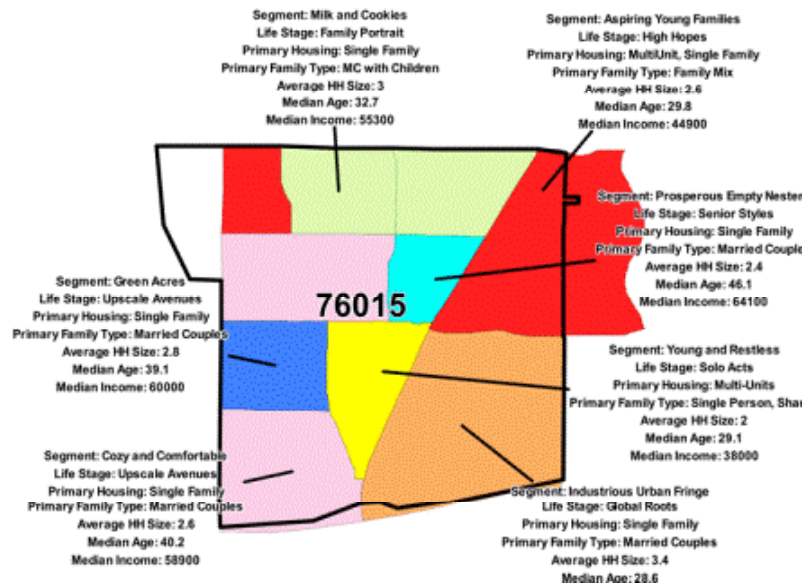 Segment: Milk and Cookies
Life Stage: Family Portrait
Primary Housing: Single Family
Primary Family Type: MC with Children
Average HH Size: 3
Median Age: 32.7
Median Income: 55300
Segment: Aspiring Young Families
Life Stage: High Hopes
Primary Housing: MultiUnit, Single Family
Primary Family Type: Family Mix
Average HH Size: 2.6
Median Age: 29.8
Median Income: 44900
Segment: Prosperous Empty Nester
Life Stage: Senior Styles
Primary Housing: Single Family
Primary Family Type: Married Couple
Average HH Size: 2.4
Median Age: 46.1
Median Income: 64100
Segment: Green Acres
Life Stage: Upscale Avenues
Primary Housing: Single Family
Primary Family Type: Married Couples
Average HH Size: 2.8
Median Age: 39.1
Median Income: 60000
76015
Segment: Young and Restless
Life Stage: Solo Acts
Primary Housing: Multi-Units
Primary Family Type: Single Person, Shar
Average HH Size: 2
Median Age: 29.1
Median Income: 38000
Segment: Cozy and Comfortable
Life Stage: Upscale Avenues
Primary Housing: Single Family
Primary Family Type: Married Couples
Average HH Size: 2.6
Median Age: 40.2
Median Income: 58900
Segment: Industrious Urban Fringe
Life Stage: Global Roots
Primary Housing: Single Family
Primary Family Type: Married Couples
Average HH Size: 3.4
Median Age: 28.6